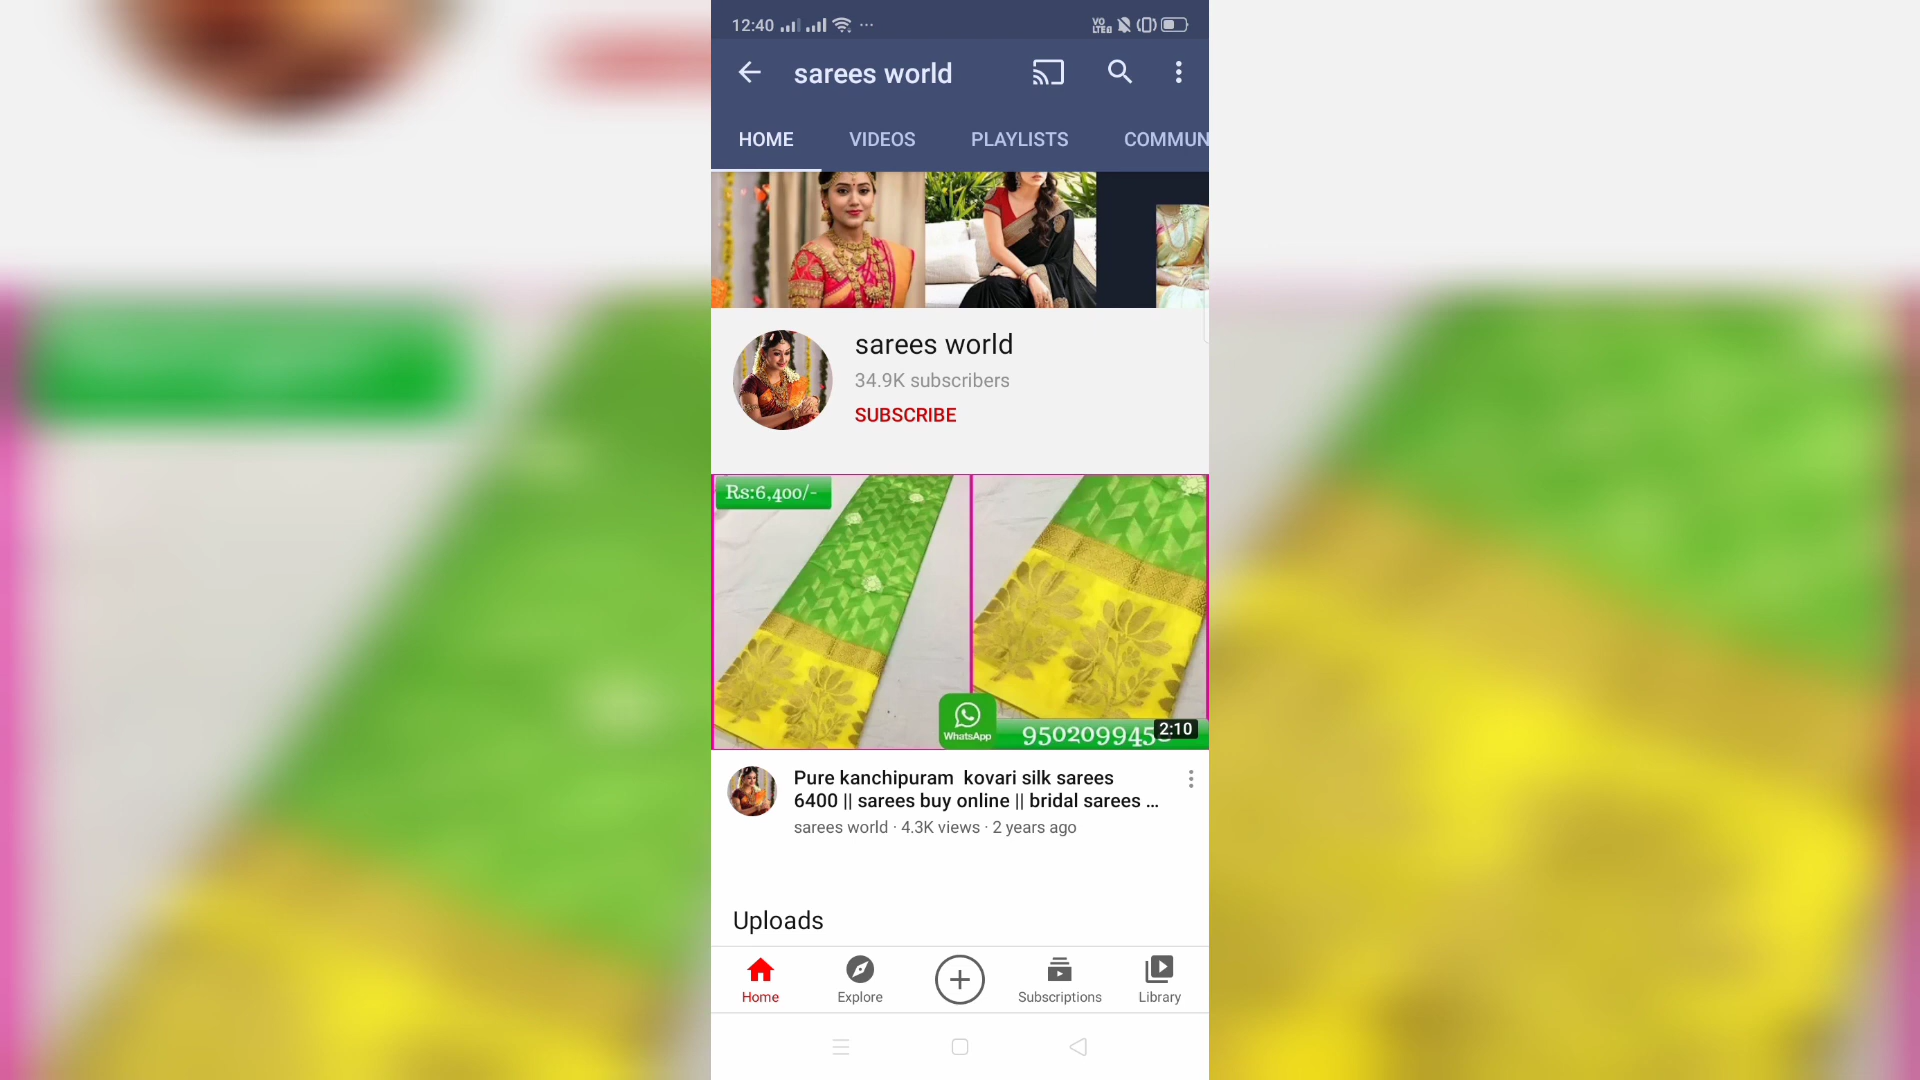 12:40
VO
LTE
sarees world
HOME VIDEOS PLAYLISTS COMMUN
sarees world
34.9K subscribers
SUBSCRIBE
Rs:6,400/-
WhatsApp
2:10
Pure kanchipuram kovari silk sarees
6400 || sarees buy online || bridal sarees ...
sarees world · 4.3K views · 2 years ago
Uploads
Home Explore Subscriptions Library